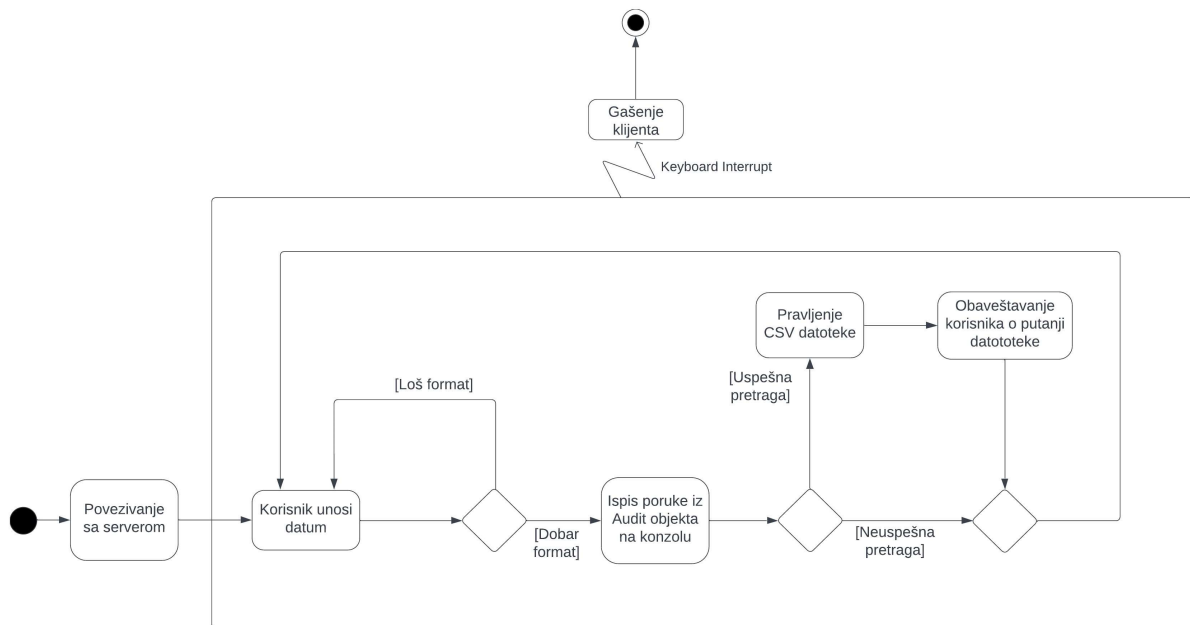 Gašenje
klijenta
Keyboard Interrupt
Pravljenje
CSV datoteke
Obaveštavanje
korisnika o putanji
datototeke
[Uspešna
pretraga]
[Loš format]
Povezivanje
sa serverom
Korisnik unosi
datum
[Dobar
format]
Ispis poruke iz
Audit objekta
na konzolu
[Neuspešna
pretraga]